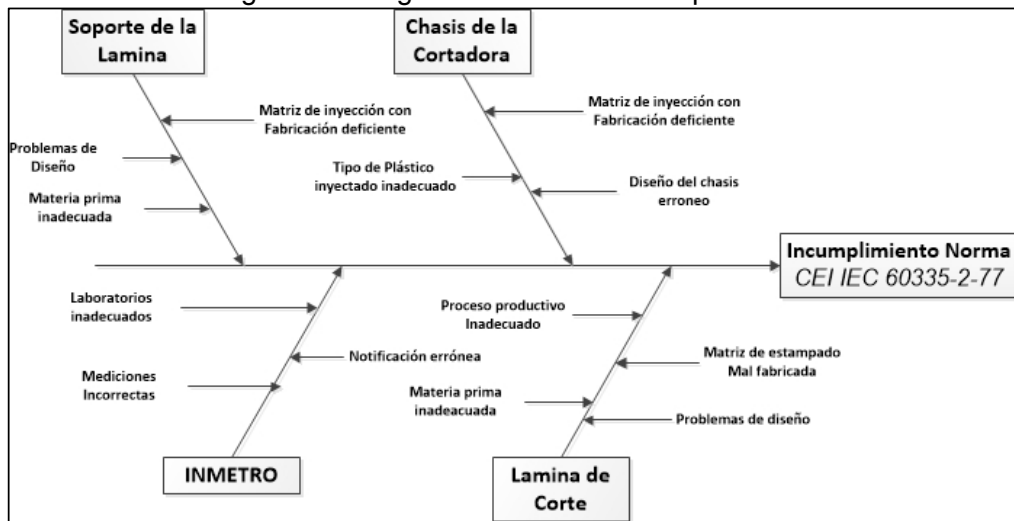 Soporte de la
Lamina
Chasis de la
Cortadora
Matriz de inyección con
Fabricación deficiente
Problemas de
Diseño
Materia prima
inadecuada
Matriz de inyección con
Fabricación deficiente
Tipo de Plástico
inyectado inadecuado
Diseño del chasis
erroneo
Incumplimiento Norma
CEI IEC 60335-2-77
Laboratorios
inadecuados
Notificación errónea
Mediciones
Incorrectas
Proceso productivo
Inadecuado
Matriz de estampado
Mal fabricada
Materia prima
inadeacuada
Problemas de diseño
INMETRO
Lamina de
Corte